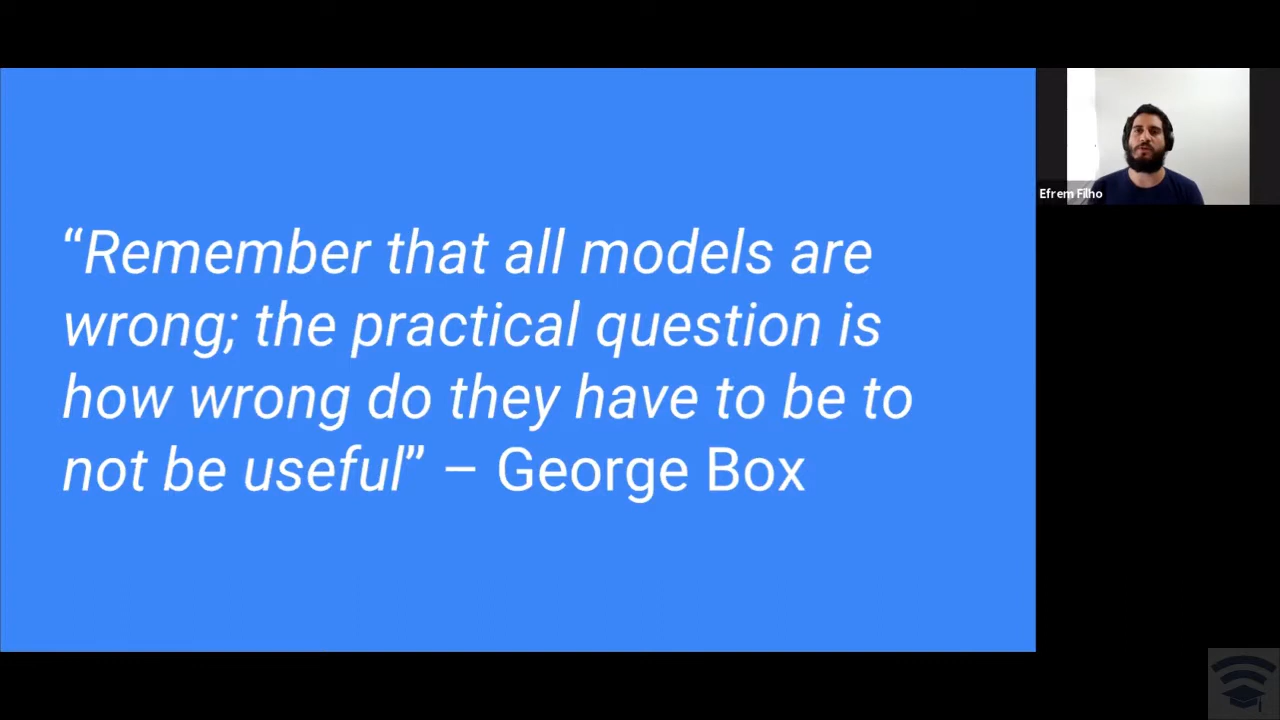 “Remember that all models are
wrong; the practical question is
how wrong do they have to be to
not be useful” – George Box
Efrem Filho